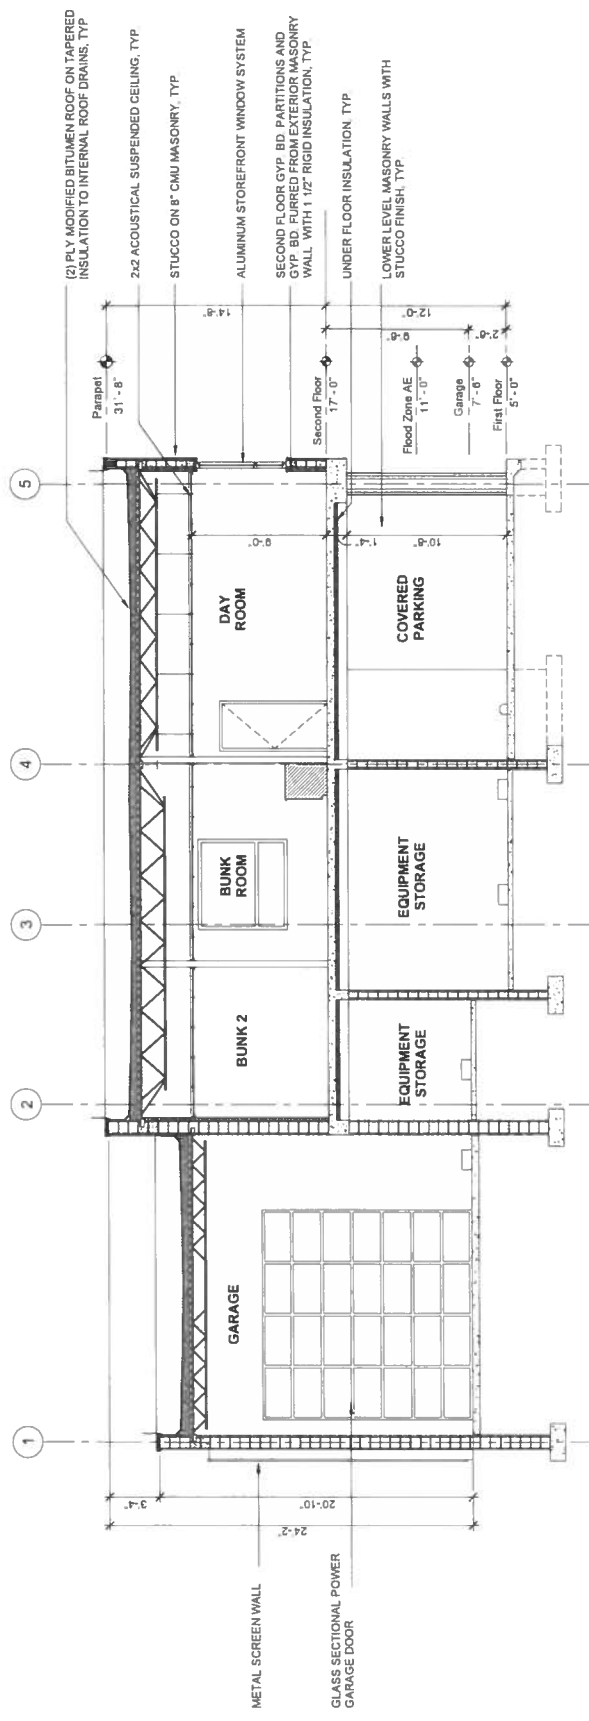 1
2
3
4
5
(2) PLY MODIFIED BITUMEN ROOF ON TAPERED
INSULATION TO INTERNAL ROOF DRAINS, TYP
2x2 ACOUSTICAL SUSPENDED CEILING, TYP.
STUCCO ON 8" CMU MASONRY, TYP
ALUMINUM STOREFRONT WINDOW SYSTEM
SECOND FLOOR GYP. BD. PARTITIONS AND
GYP. BD. FURRED FROM EXTERIOR MASONRY
WALL WITH 1 1/2" RIGID INSULATION, TYP.
UNDER FLOOR INSULATION, TYP
LOWER LEVEL MASONRY WALLS WITH
STUCCO FINISH, TYP.
Parapet
31' - 8"
Second Floor
17' - 0"
Flood Zone AE
11' - 0"
Garage
7' - 6"
First Floor
5' - 0"
14'-8"
12'-0"
9'-6"
2'-6"
9'-0"
1'-4"
10'-8"
DAY
ROOM
BUNK
ROOM
BUNK 2
COVERED
PARKING
EQUIPMENT
STORAGE
EQUIPMENT
STORAGE
GARAGE
3'-4"
20'-10"
24'-2"
METAL SCREEN WALL
GLASS SECTIONAL POWER
GARAGE DOOR